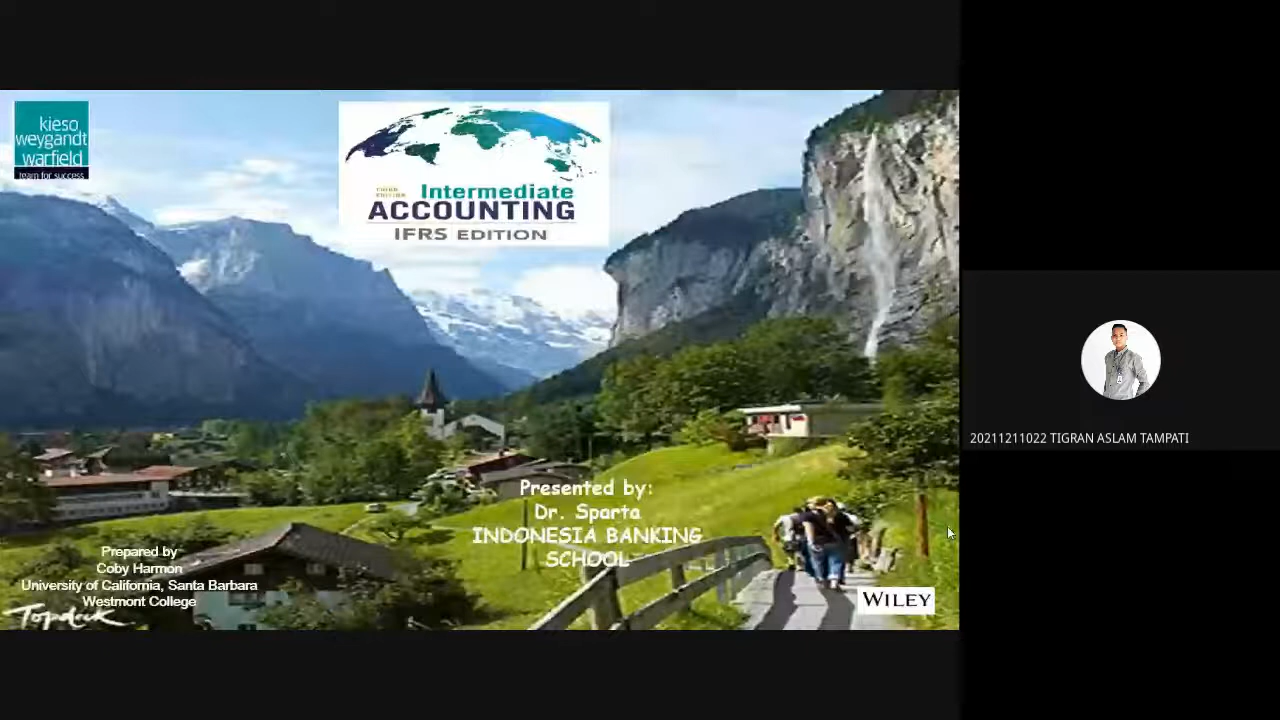 kieso
weygandt
warfield
team for success
THIRD
EDITION
Intermediate
ACCOUNTING
IFRS EDITION
Presented by:
Dr. Sparta
INDONESIA BANKING
SCHOOL
Prepared by
Coby Harmon
University of California, Santa Barbara
Westmont College
Topdeck
WILEY
20211211022 TIGRAN ASLAM TAMPATI